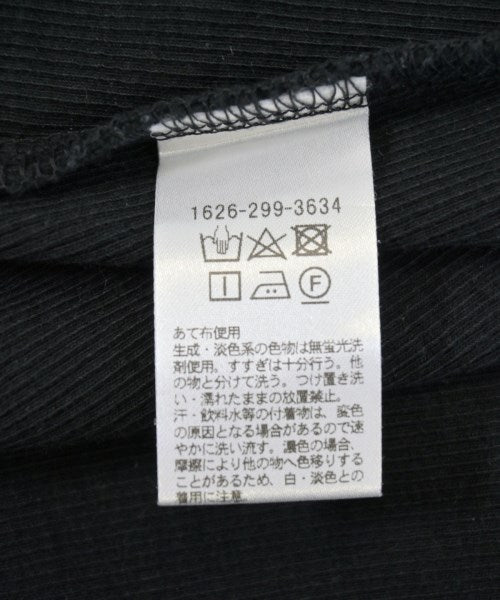 1626-299-3634
F
あて布使用
生成・淡色系の色物は無蛍光洗
剤使用。すすぎは十分行う。他
の物と分けて洗う。つけ置き洗
い・濡れたままの放置禁止。
汗・飲料水等の付着物は、変色
の原因となる場合があるので速
やかに洗い流す。濃色の場合、
摩擦により他の物へ色移りする
ことがあるため、白・淡色との
着用に注意。